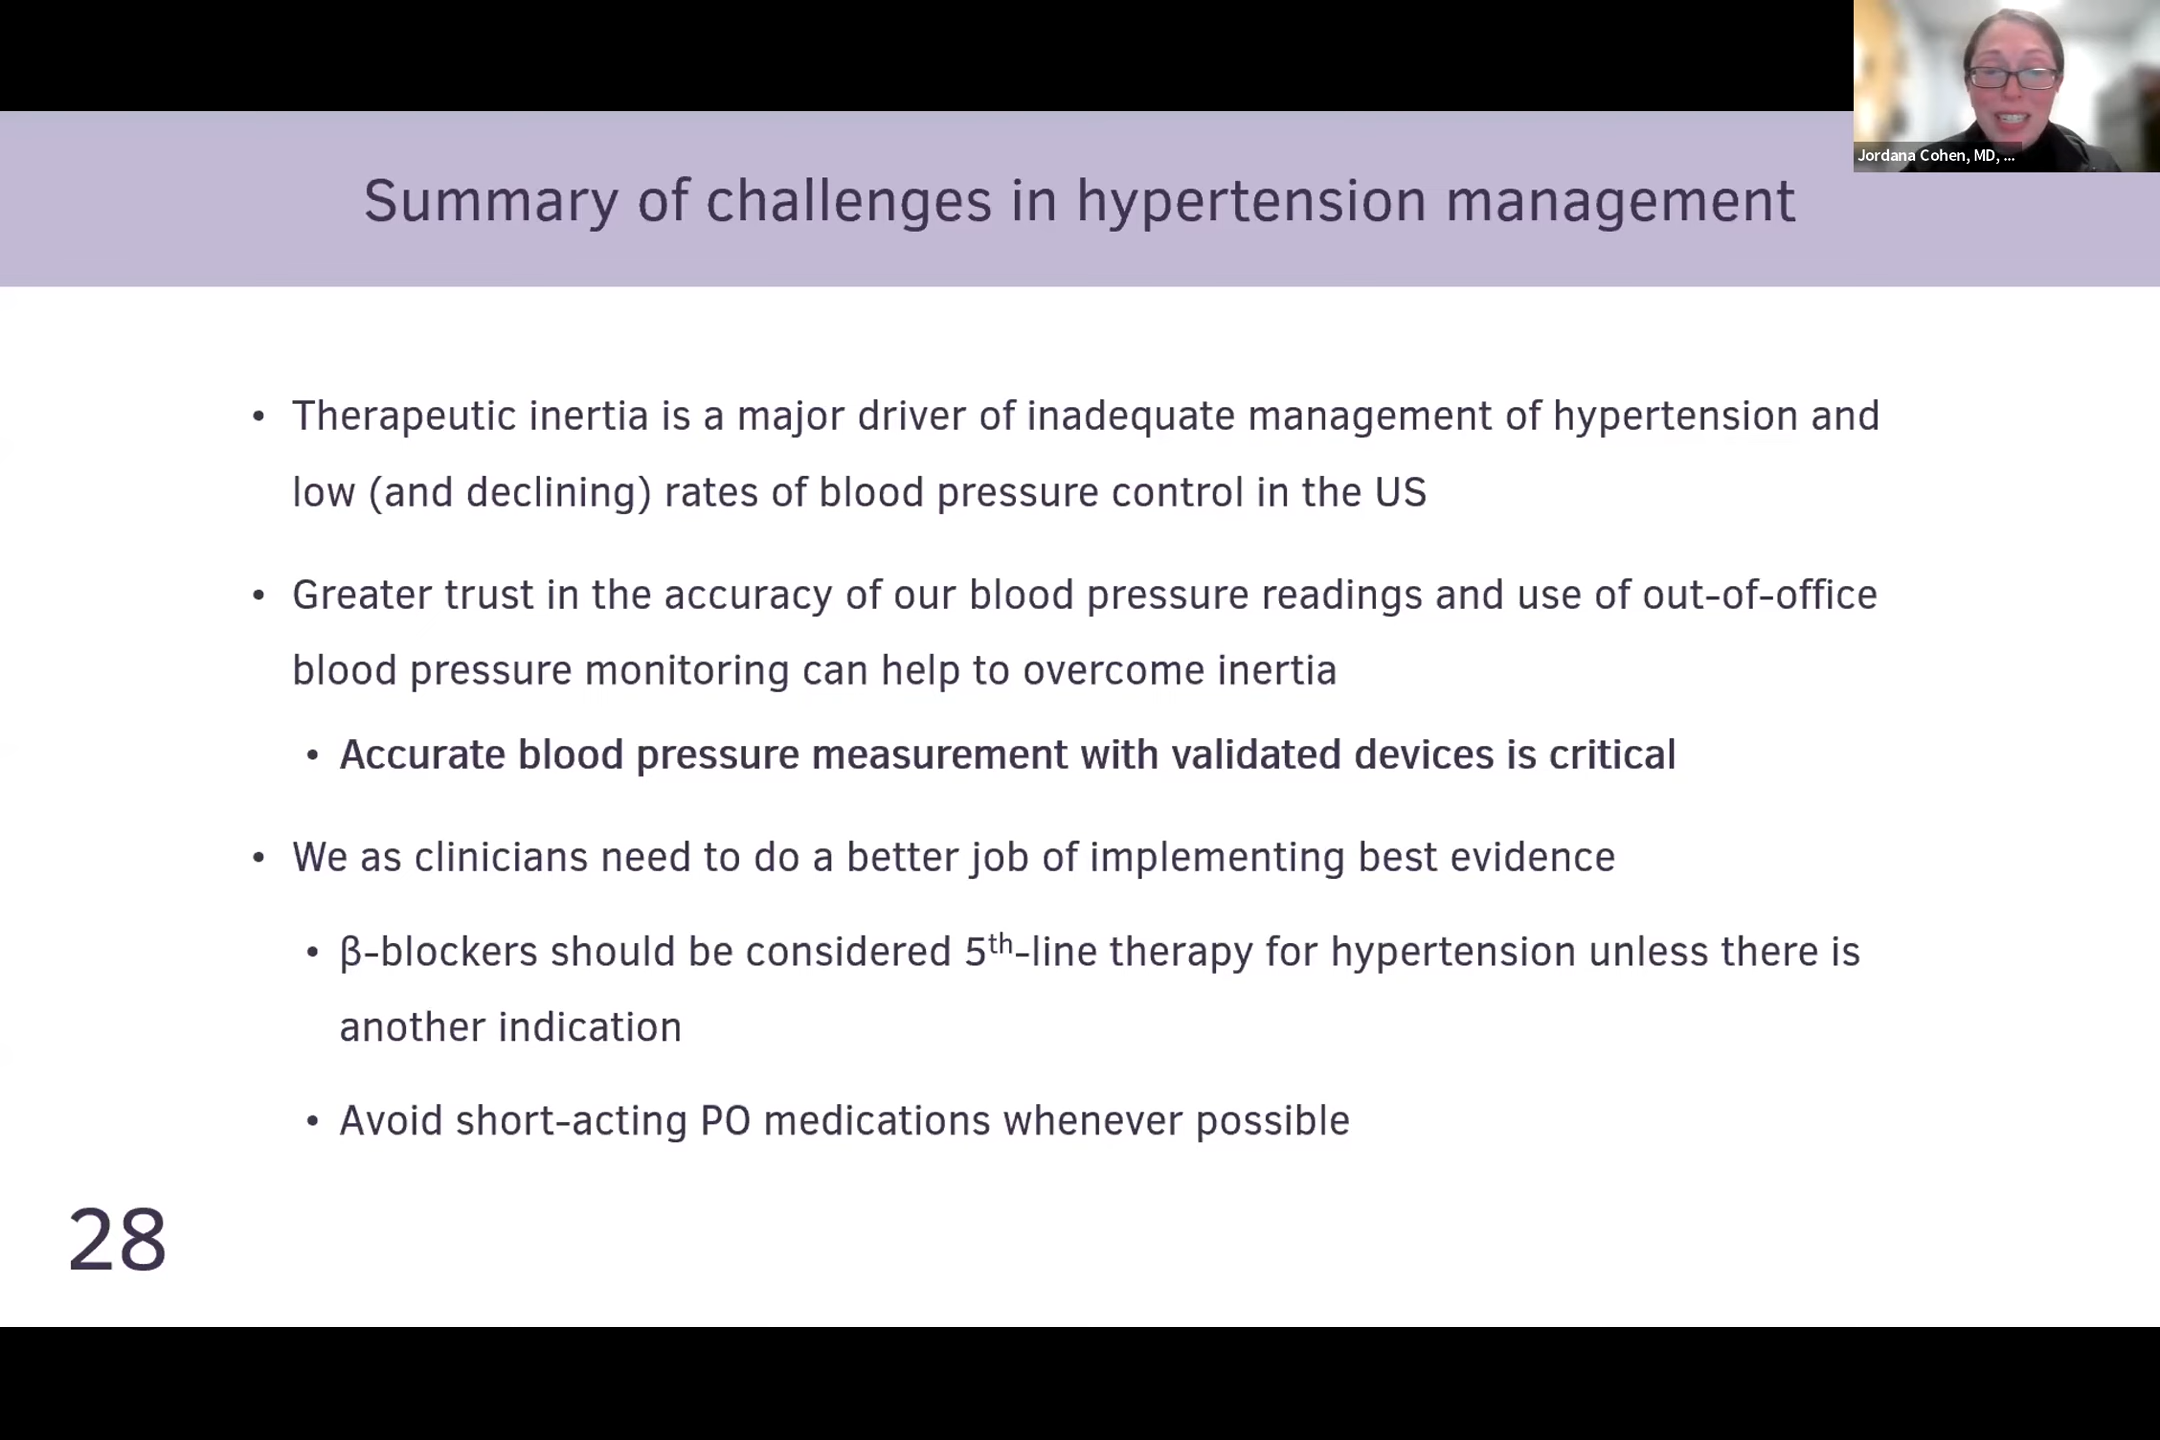 Jordana Cohen, MD, ...
Summary of challenges in hypertension management
• Therapeutic inertia is a major driver of inadequate management of hypertension and
low (and declining) rates of blood pressure control in the US
• Greater trust in the accuracy of our blood pressure readings and use of out-of-office
blood pressure monitoring can help to overcome inertia
• Accurate blood pressure measurement with validated devices is critical
• We as clinicians need to do a better job of implementing best evidence
• β-blockers should be considered 5th-line therapy for hypertension unless there is
another indication
• Avoid short-acting PO medications whenever possible
28